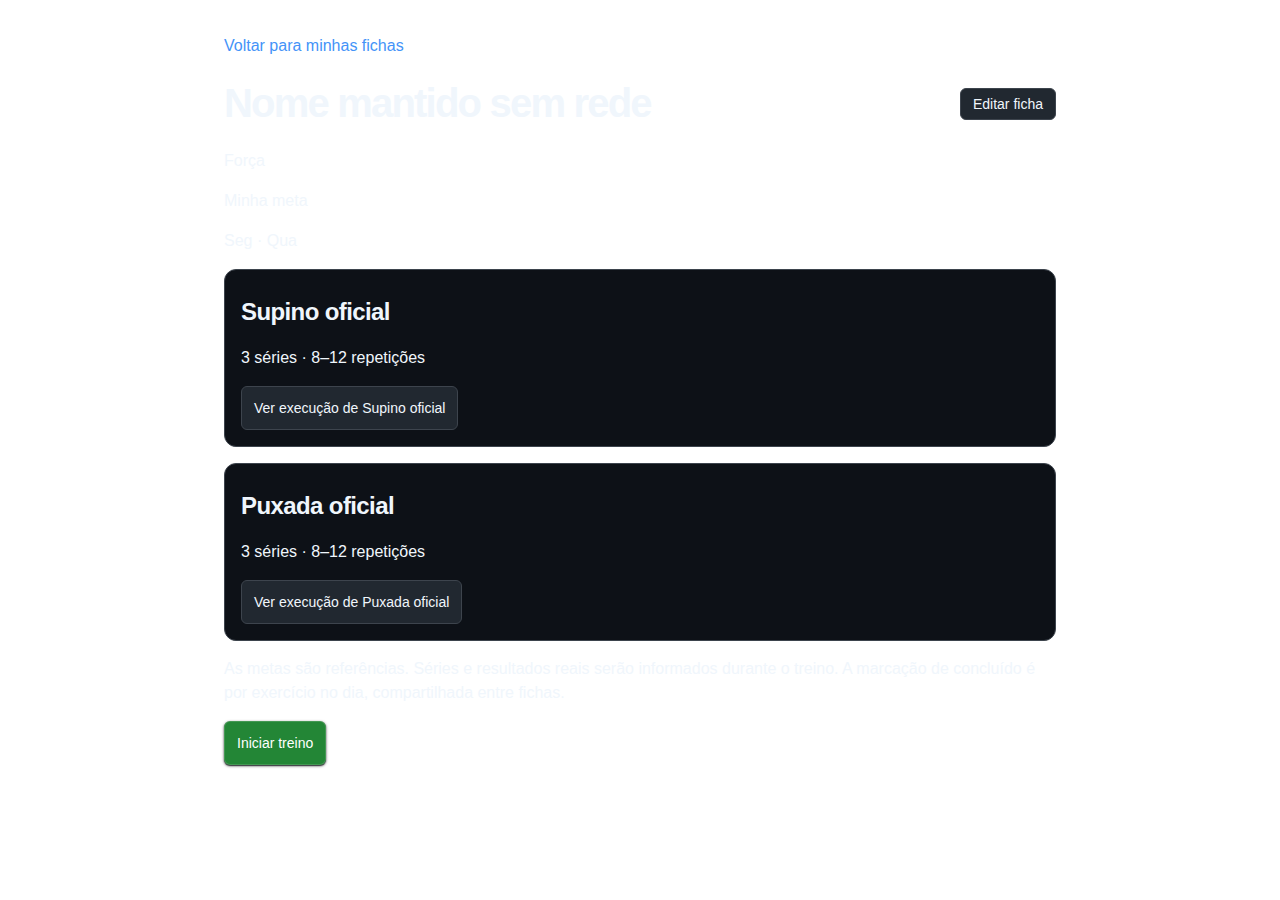 Voltar para minhas fichas
Nome mantido sem rede
Editar ficha
Força
Minha meta
Seg · Qua
Supino oficial
3 séries · 8–12 repetições
Ver execução de Supino oficial
Puxada oficial
3 séries · 8–12 repetições
Ver execução de Puxada oficial
As metas são referências. Séries e resultados reais serão informados durante o treino. A marcação de concluído é
por exercício no dia, compartilhada entre fichas.
Iniciar treino